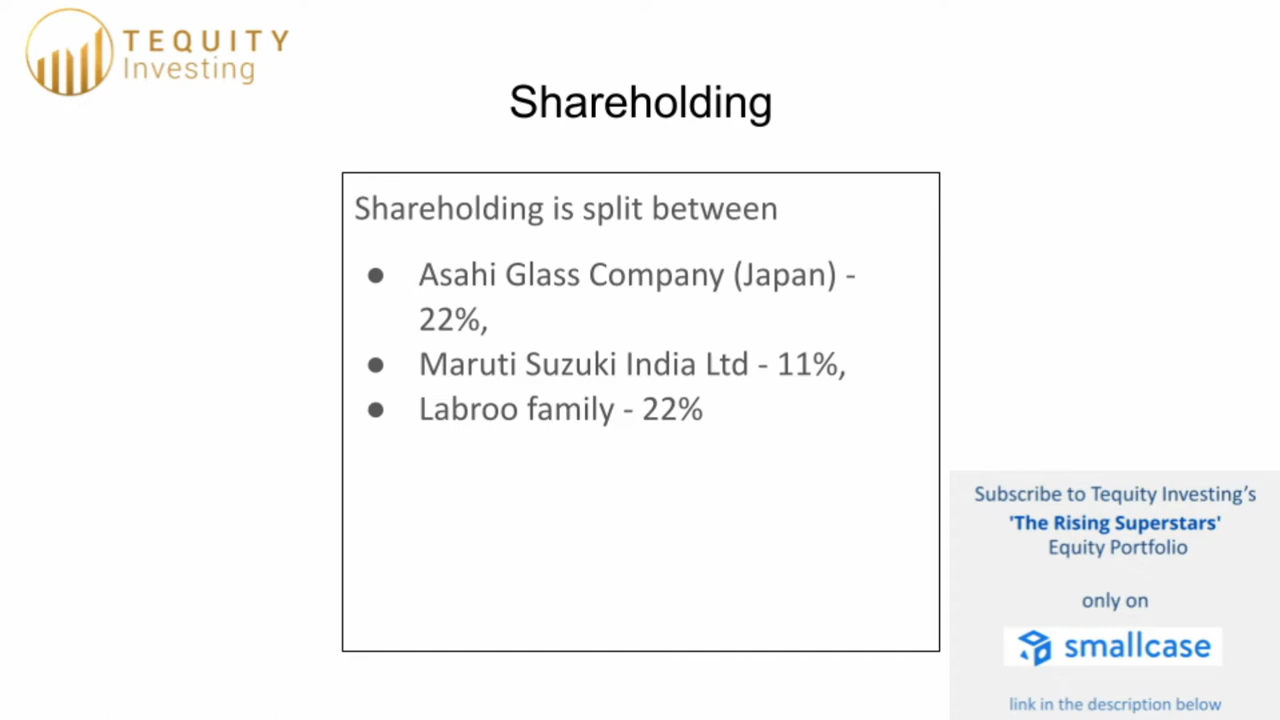 TEQUITY
Investing
Shareholding
Shareholding is split between
● Asahi Glass Company (Japan) -
22%,
● Maruti Suzuki India Ltd - 11%,
● Labroo family - 22%
Subscribe to Tequity Investing’s
'The Rising Superstars'
Equity Portfolio
only on
smallcase
link in the description below